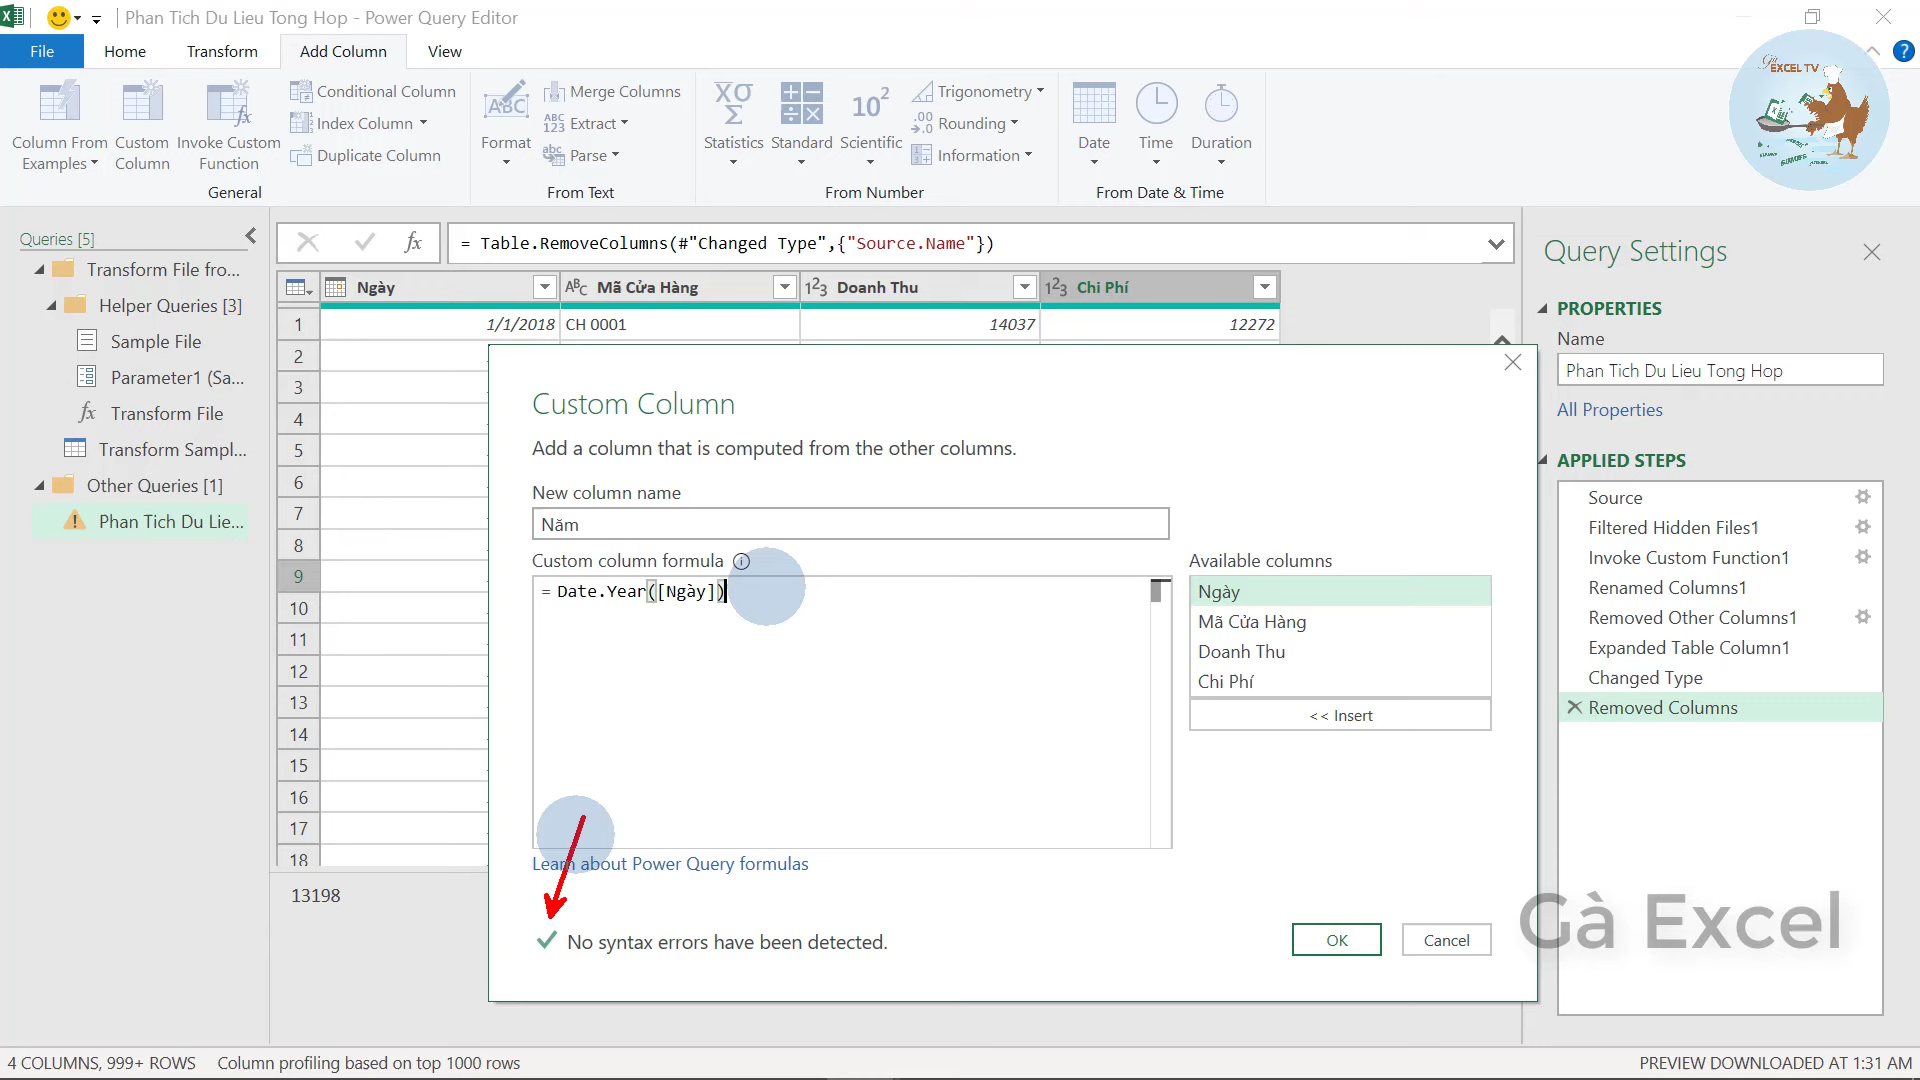 Phan Tich Du Lieu Tong Hop - Power Query Editor
File
Home
Transform
Add Column
View
Column From Examples
Custom Column
Invoke Custom Function
Conditional Column
Index Column
Duplicate Column
General
Format
Merge Columns
Extract
Parse
From Text
Statistics
Standard
Scientific
Trigonometry
Rounding
Information
From Number
Date
Time
Duration
From Date & Time
Gà
EXCEL TV
Queries [5]
Transform File fro...
Helper Queries [3]
Sample File
Parameter1 (Sa...
Transform File
Transform Sampl...
Other Queries [1]
Phan Tich Du Lie...
= Table.RemoveColumns(#"Changed Type",{"Source.Name"})
Ngày
Mã Cửa Hàng
Doanh Thu
Chi Phí
1 1/1/2018 CH 0001 14037 12272
2
3
4
5
6
7
8
9
10
11
12
13
14
15
16
17
18
13198
Custom Column
Add a column that is computed from the other columns.
New column name
Năm
Custom column formula
= Date.Year([Ngày])
Available columns
Ngày
Mã Cửa Hàng
Doanh Thu
Chi Phí
<< Insert
Learn about Power Query formulas
No syntax errors have been detected.
OK
Cancel
Query Settings
PROPERTIES
Name
Phan Tich Du Lieu Tong Hop
All Properties
APPLIED STEPS
Source
Filtered Hidden Files1
Invoke Custom Function1
Renamed Columns1
Removed Other Columns1
Expanded Table Column1
Changed Type
Removed Columns
Gà Excel
4 COLUMNS, 999+ ROWS
Column profiling based on top 1000 rows
PREVIEW DOWNLOADED AT 1:31 AM